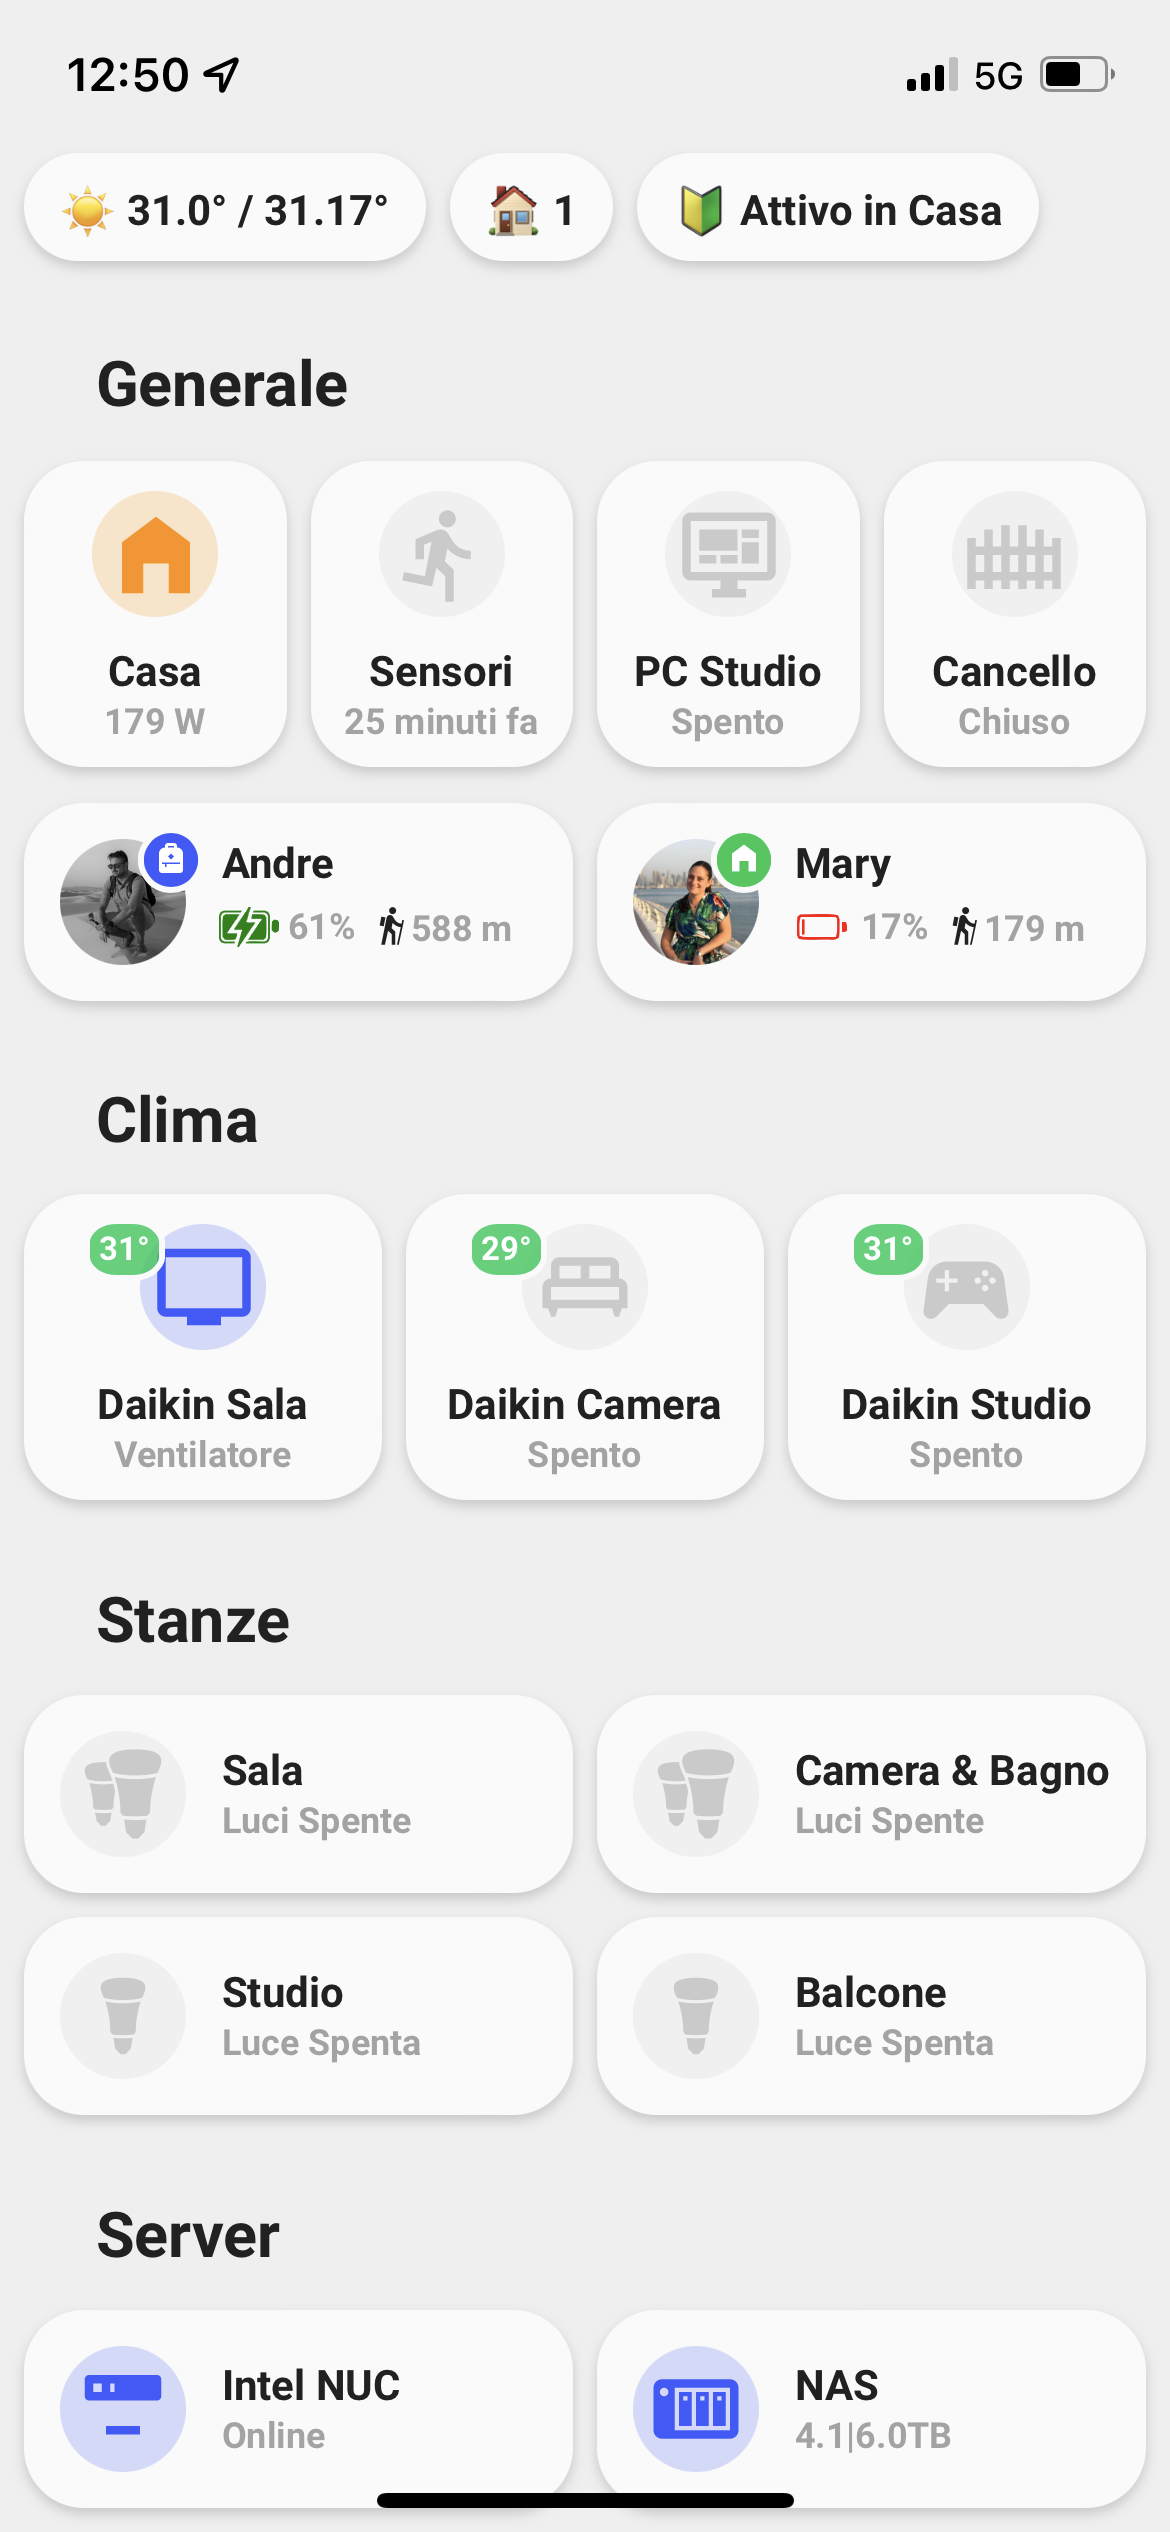 12:50
5G
31.0° / 31.17°
1
Attivo in Casa
Generale
Casa
179 W
Sensori
25 minuti fa
PC Studio
Spento
Cancello
Chiuso
Andre
61% 588 m
Mary
17% 179 m
Clima
31°
Daikin Sala
Ventilatore
29°
Daikin Camera
Spento
31°
Daikin Studio
Spento
Stanze
Sala
Luci Spente
Camera & Bagno
Luci Spente
Studio
Luce Spenta
Balcone
Luce Spenta
Server
Intel NUC
Online
NAS
4.1|6.0TB